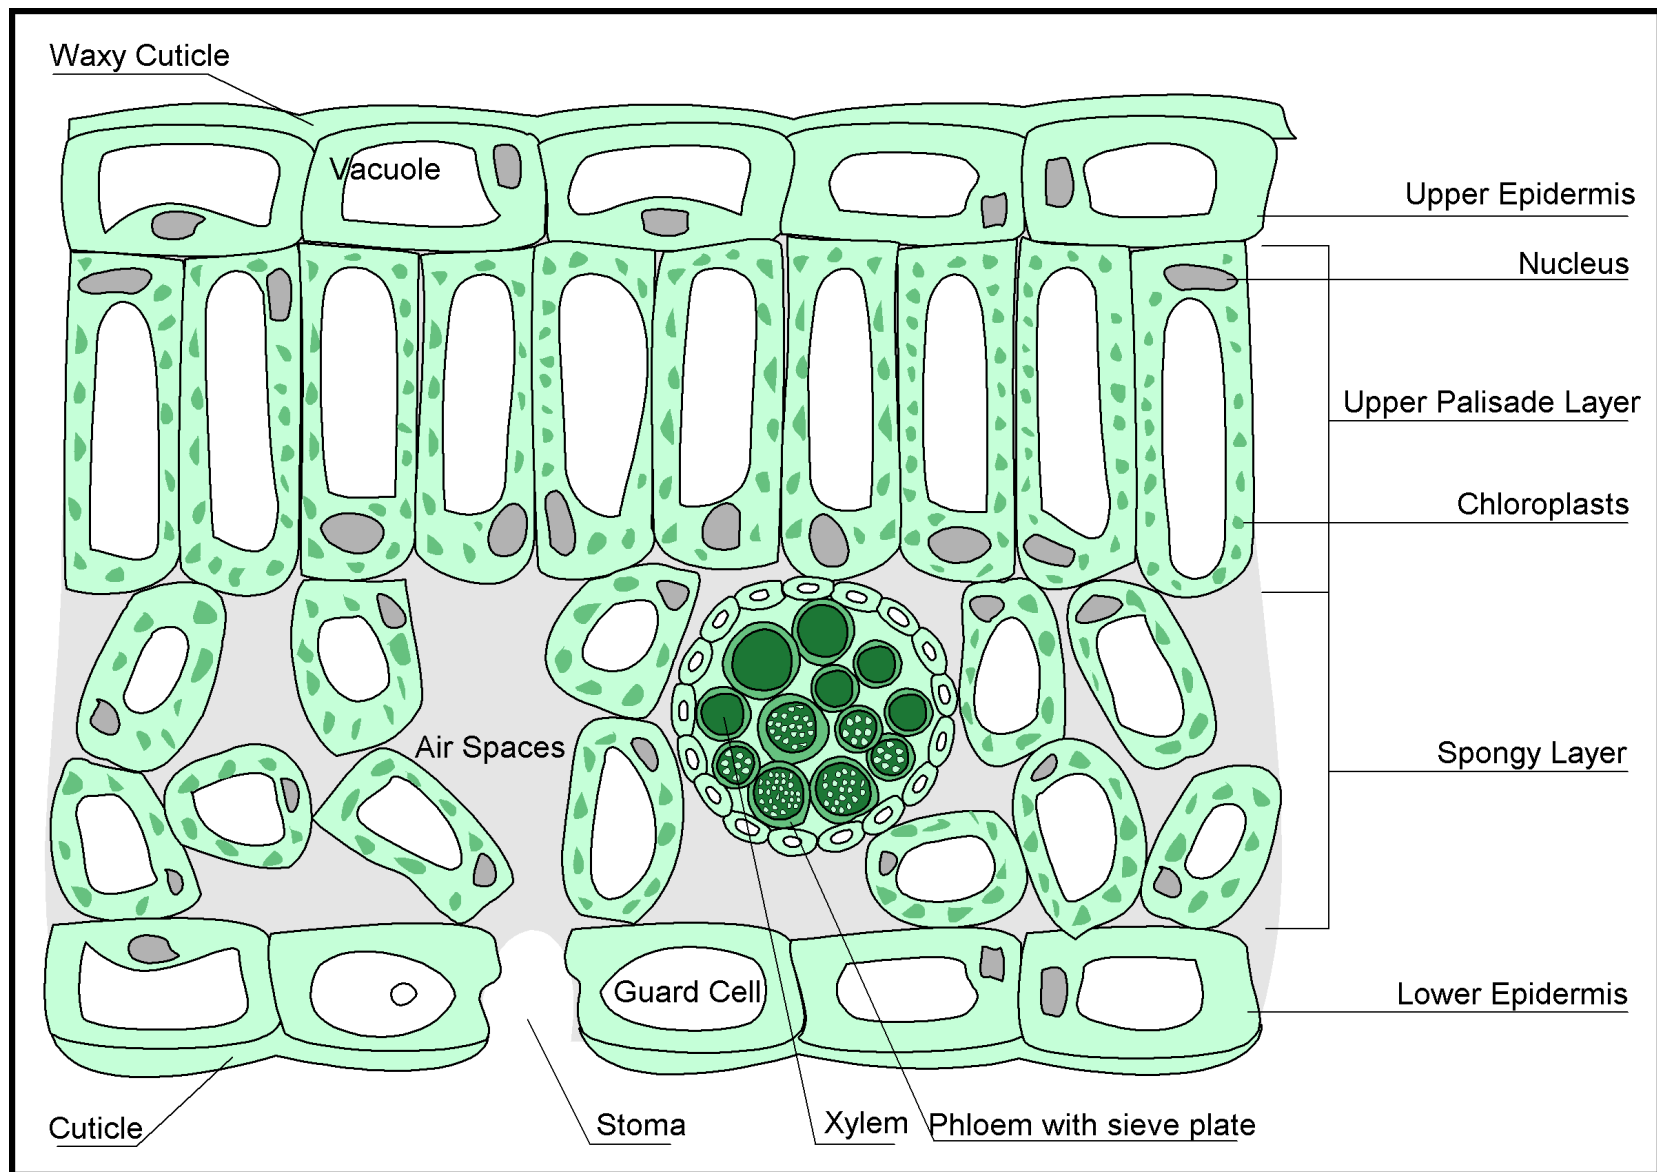 Waxy Cuticle
Vacuole
Upper Epidermis
Nucleus
Upper Palisade Layer
Chloroplasts
Air Spaces
Spongy Layer
Guard Cell
Lower Epidermis
Cuticle
Stoma
Xylem
Phloem with sieve plate